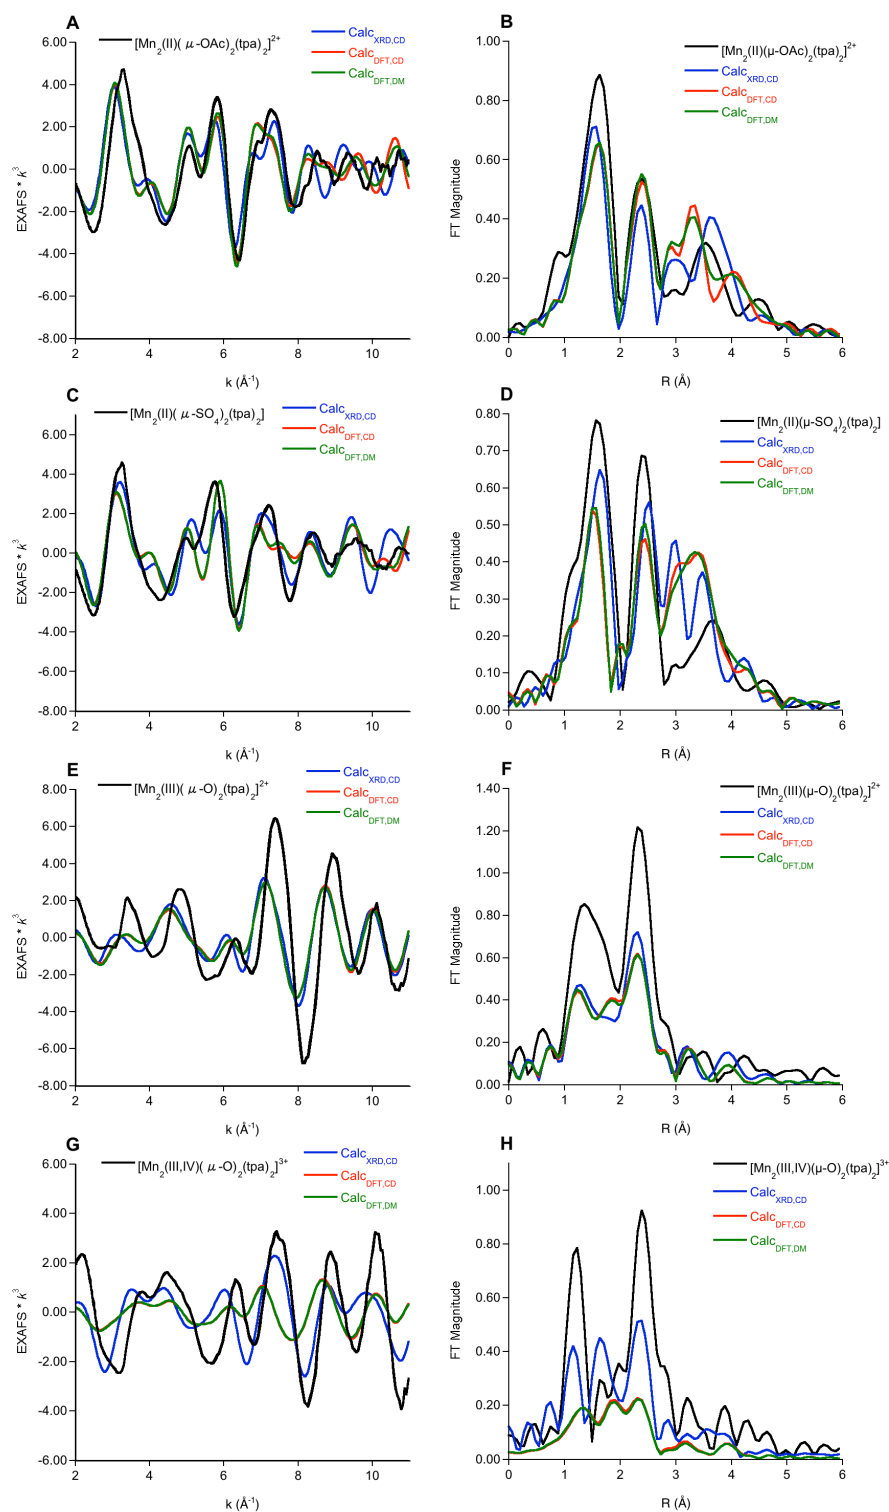 A
[Mn2(II)( μ-OAc)2(tpa)2]2+
CalcXRD,CD
CalcDFT,CD
CalcDFT,DM
6.00
4.00
2.00
0.00
-2.00
-4.00
-6.00
-8.00
EXAFS * k3
2 4 6 8 10
k (Å-1)
B
[Mn2(II)(μ-OAc)2(tpa)2]2+
CalcXRD,CD
CalcDFT,CD
CalcDFT,DM
1.00
0.80
0.60
0.40
0.20
0.00
FT Magnitude
0 1 2 3 4 5 6
R (Å)
C
[Mn2(II)( μ-SO4)2(tpa)2]
CalcXRD,CD
CalcDFT,CD
CalcDFT,DM
6.00
4.00
2.00
0.00
-2.00
-4.00
-6.00
-8.00
EXAFS * k3
2 4 6 8 10
k (Å-1)
D
[Mn2(II)(μ-SO4)2(tpa)2]
CalcXRD,CD
CalcDFT,CD
CalcDFT,DM
0.80
0.70
0.60
0.50
0.40
0.30
0.20
0.10
0.00
FT Magnitude
0 1 2 3 4 5 6
R (Å)
E
[Mn2(III)( μ-O)2(tpa)2]2+
CalcXRD,CD
CalcDFT,CD
CalcDFT,DM
8.00
6.00
4.00
2.00
0.00
-2.00
-4.00
-6.00
-8.00
EXAFS * k3
2 4 6 8 10
k (Å-1)
F
[Mn2(III)(μ-O)2(tpa)2]2+
CalcXRD,CD
CalcDFT,CD
CalcDFT,DM
1.40
1.20
1.00
0.80
0.60
0.40
0.20
0.00
FT Magnitude
0 1 2 3 4 5 6
R (Å)
G
[Mn2(III,IV)( μ-O)2(tpa)2]3+
CalcXRD,CD
CalcDFT,CD
CalcDFT,DM
6.00
4.00
2.00
0.00
-2.00
-4.00
-6.00
EXAFS * k3
2 4 6 8 10
k (Å-1)
H
[Mn2(III,IV)(μ-O)2(tpa)2]3+
CalcXRD,CD
CalcDFT,CD
CalcDFT,DM
1.00
0.80
0.60
0.40
0.20
0.00
FT Magnitude
0 1 2 3 4 5 6
R (Å)